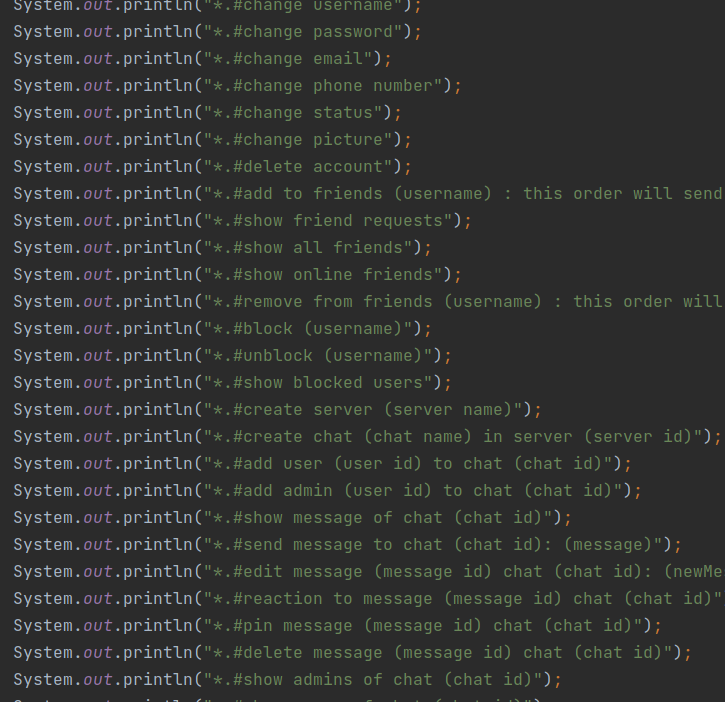 System.out.println("*.#change username");
System.out.println("*.#change password");
System.out.println("*.#change email");
System.out.println("*.#change phone number");
System.out.println("*.#change status");
System.out.println("*.#change picture");
System.out.println("*.#delete account");
System.out.println("*.#add to friends (username) : this order will send
System.out.println("*.#show friend requests");
System.out.println("*.#show all friends");
System.out.println("*.#show online friends");
System.out.println("*.#remove from friends (username) : this order will
System.out.println("*.#block (username)");
System.out.println("*.#unblock (username)");
System.out.println("*.#show blocked users");
System.out.println("*.#create server (server name)");
System.out.println("*.#create chat (chat name) in server (server id)");
System.out.println("*.#add user (user id) to chat (chat id)");
System.out.println("*.#add admin (user id) to chat (chat id)");
System.out.println("*.#show message of chat (chat id)");
System.out.println("*.#send message to chat (chat id): (message)");
System.out.println("*.#edit message (message id) chat (chat id): (newMe
System.out.println("*.#reaction to message (message id) chat (chat id)"
System.out.println("*.#pin message (message id) chat (chat id)");
System.out.println("*.#delete message (message id) chat (chat id)");
System.out.println("*.#show admins of chat (chat id)");